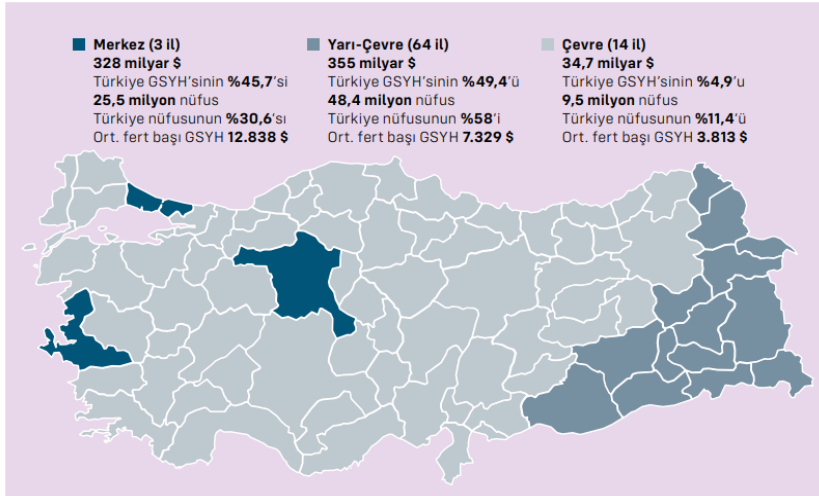 Merkez (3 il)
328 milyar $
Türkiye GSYH'sinin %45,7'si
25,5 milyon nüfus
Türkiye nüfusunun %30,6'sı
Ort. fert başı GSYH 12.838 $
Yarı-Çevre (64 il)
355 milyar $
Türkiye GSYH'sinin %49,4'ü
48,4 milyon nüfus
Türkiye nüfusunun %58'i
Ort. fert başı GSYH 7.329 $
Çevre (14 il)
34,7 milyar $
Türkiye GSYH'sinin %4,9'u
9,5 milyon nüfus
Türkiye nüfusunun %11,4'ü
Ort. fert başı GSYH 3.813 $